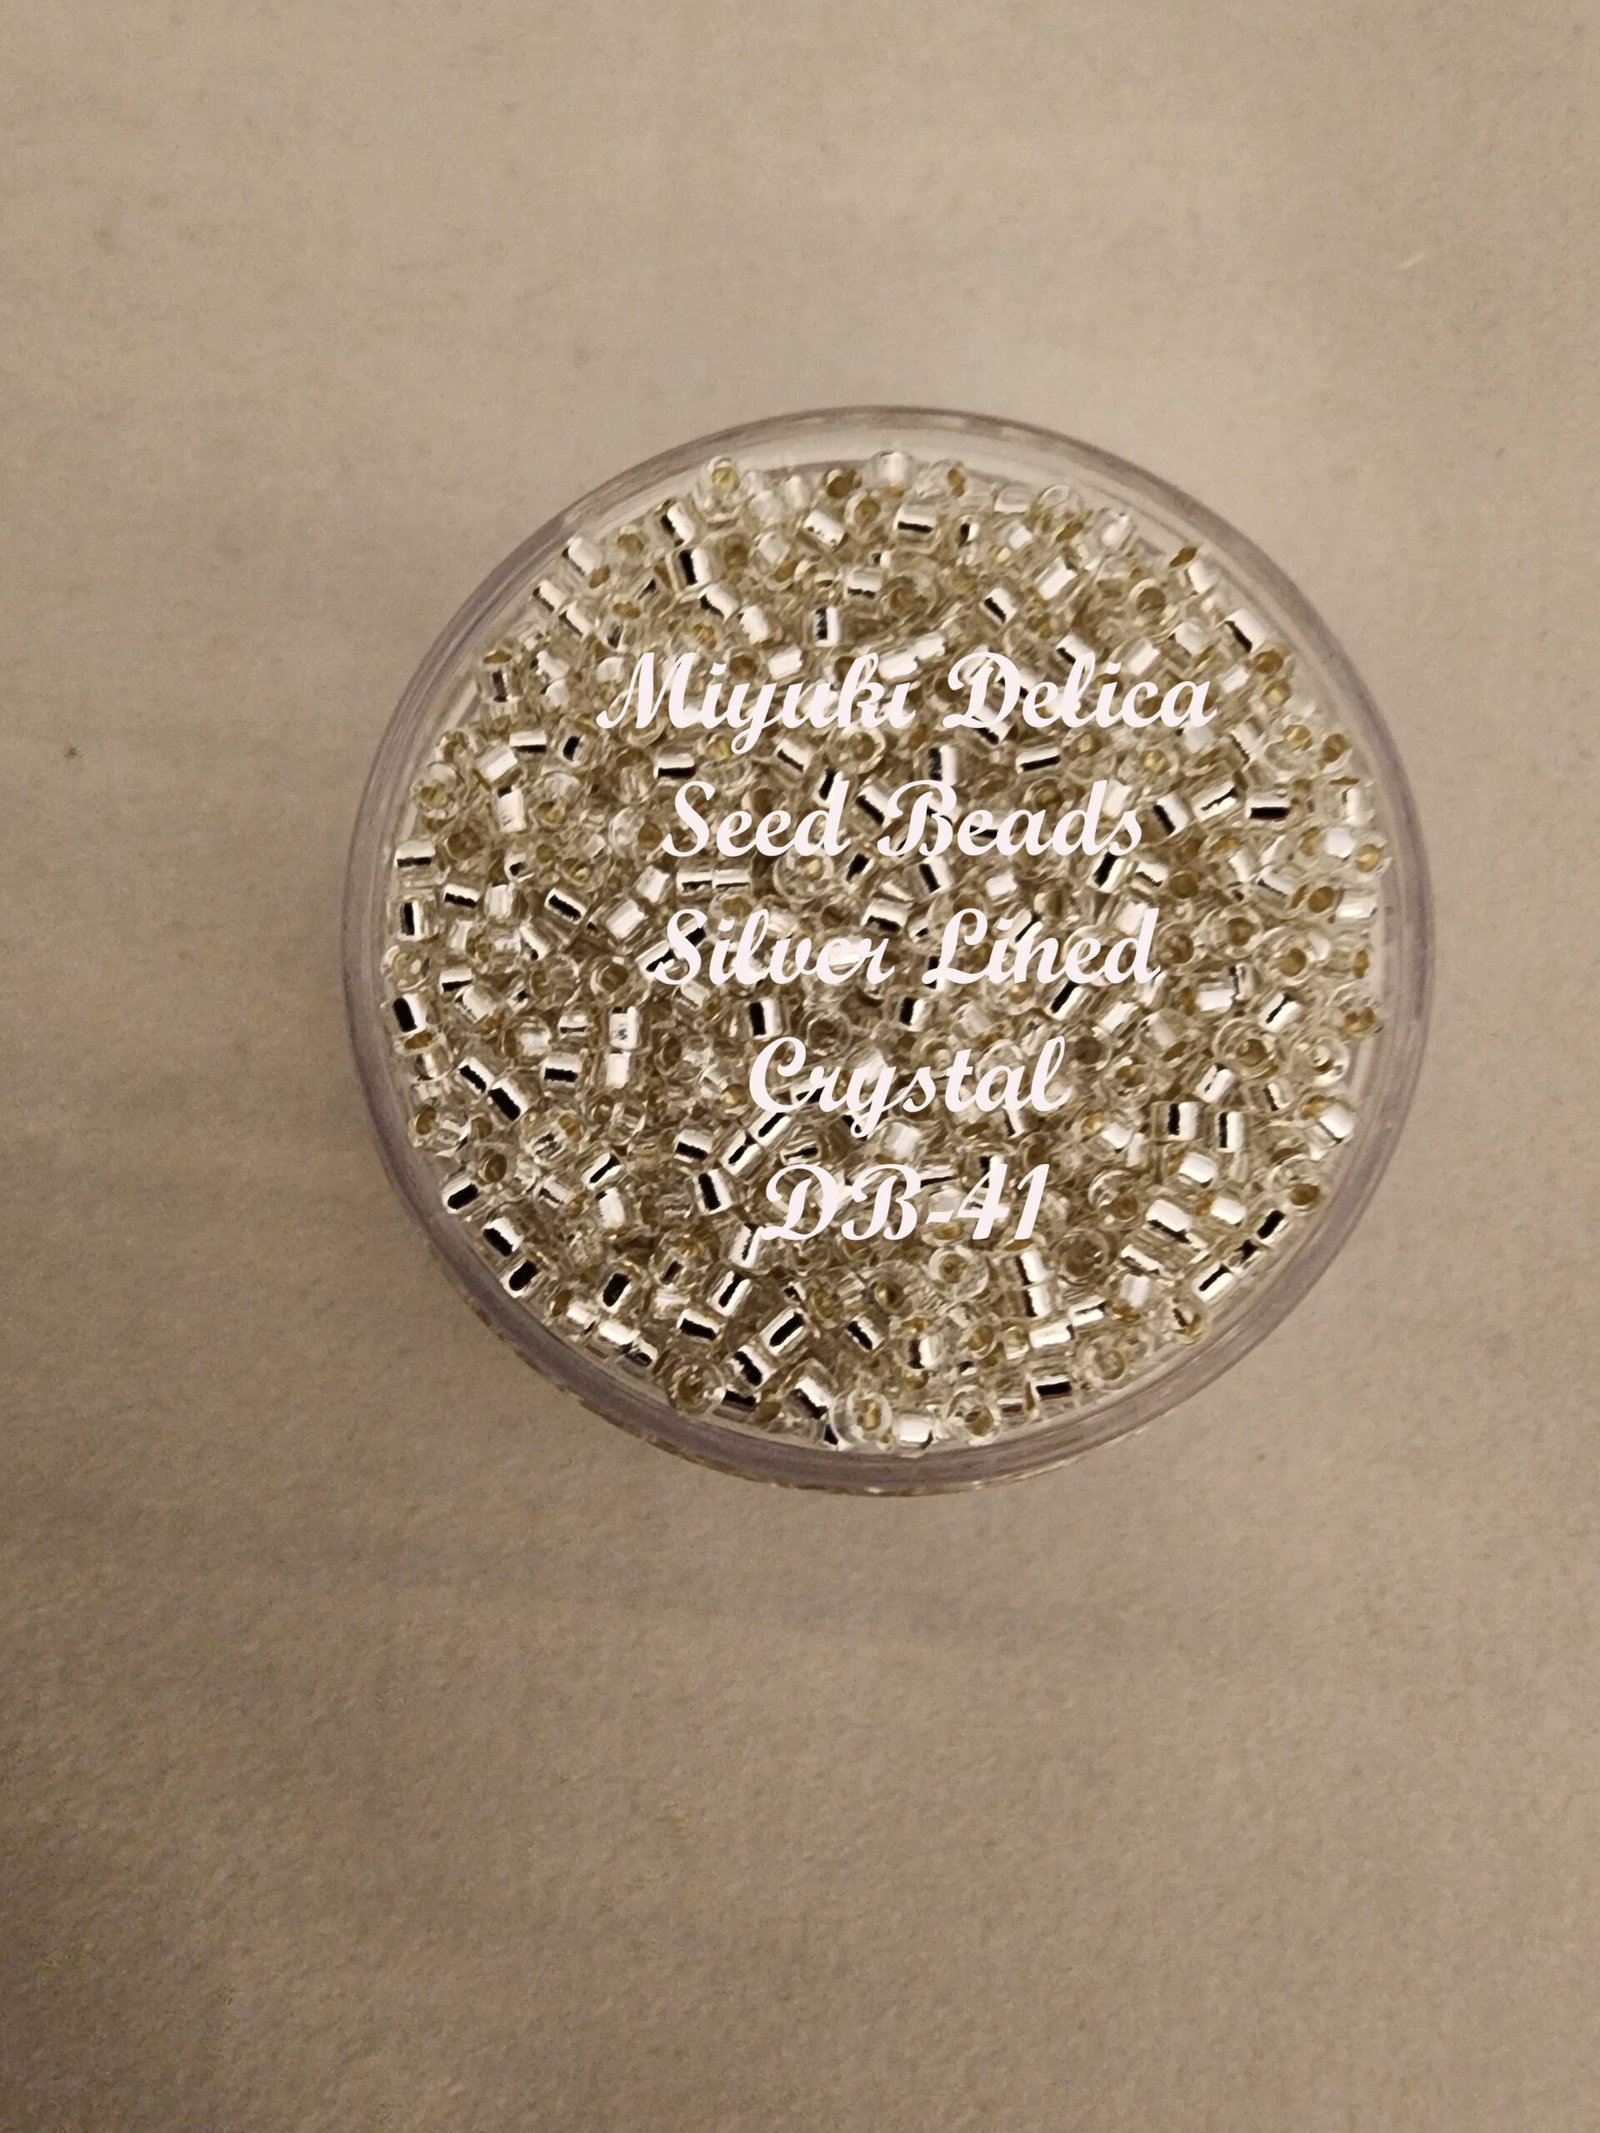 Miyuki Delica
Seed Beads
Silver Lined
Crystal
DB-41